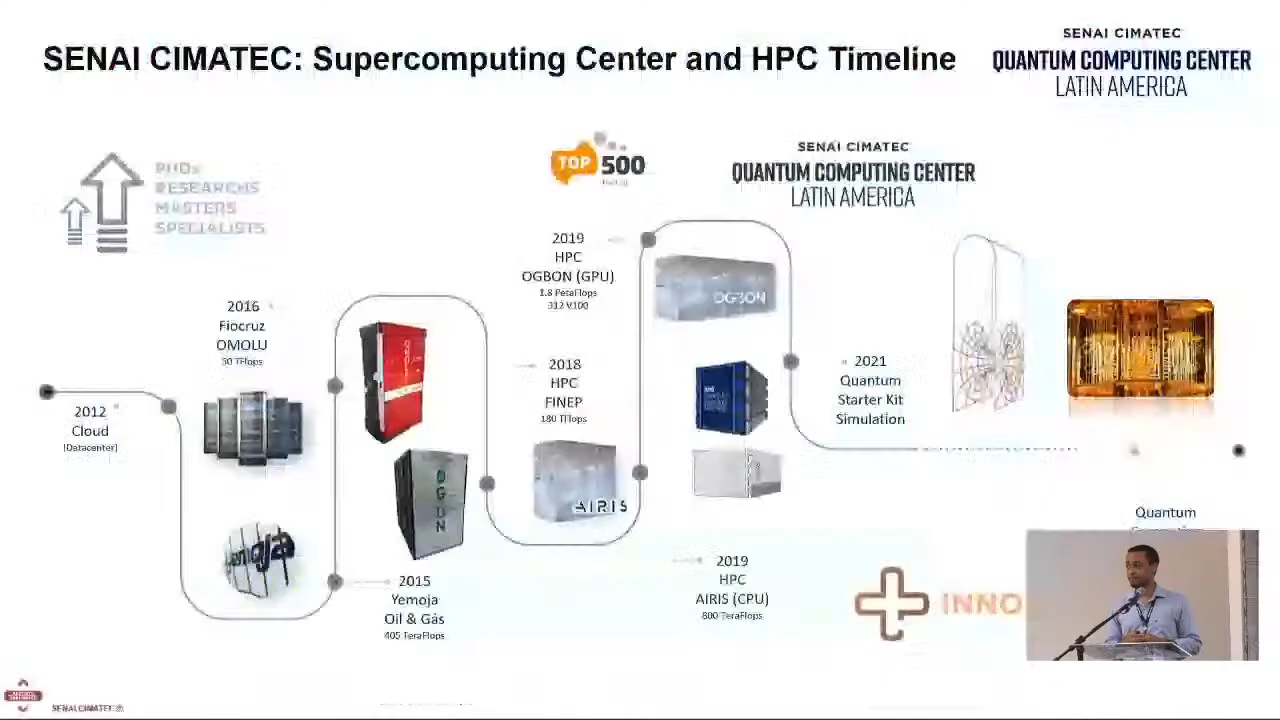 SENAI CIMATEC: Supercomputing Center and HPC Timeline
SENAI CIMATEC
QUANTUM COMPUTING CENTER
LATIN AMERICA
PHDs
RESEARCHS
MASTERS
SPECIALISTS
TOP 500
SENAI CIMATEC
QUANTUM COMPUTING CENTER
LATIN AMERICA
2019
HPC
OGBON (GPU)
1.8 PetaFlops
312 V100
OGBON
2016
Fiocruz
OMOLU
50 TFlops
2018
HPC
FINEP
180 TFlops
2021
Quantum
Starter Kit
Simulation
2012
Cloud
(Datacenter)
OGUN
AIRIS
Quantum
2015
Yemoja
Oil & Gás
405 TeraFlops
2019
HPC
AIRIS (CPU)
800 TeraFlops
INNO
SENAI CIMATEC